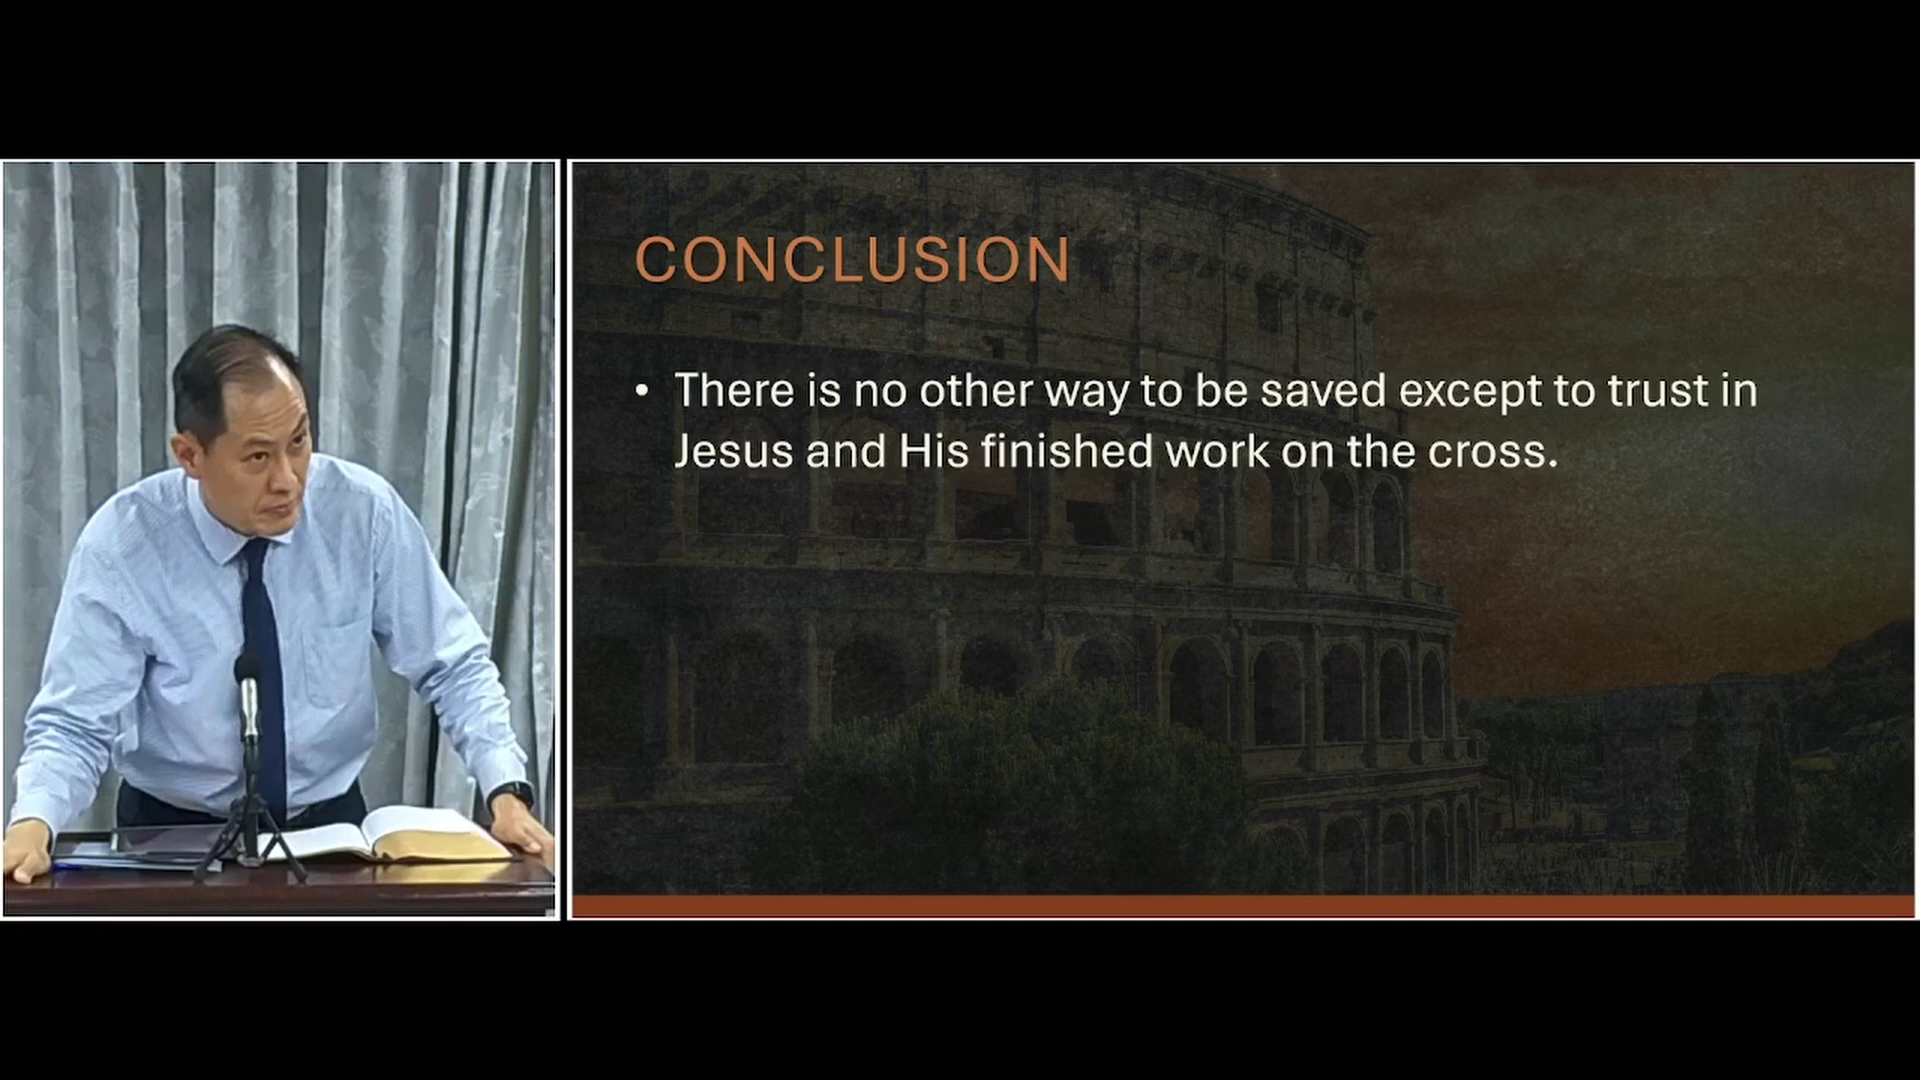 CONCLUSION
• There is no other way to be saved except to trust in
Jesus and His finished work on the cross.